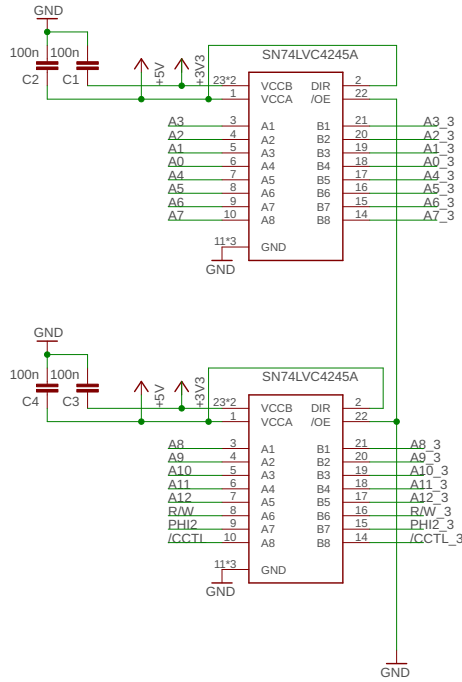 GND
100n 100n
C2 C1
+5V
+3V3
SN74LVC4245A
23*2 VCCB DIR 2
1 VCCA /OE 22
A3 3 A1 B1 21 A3_3
A2 4 A2 B2 20 A2_3
A1 5 A3 B3 19 A1_3
A0 6 A4 B4 18 A0_3
A4 7 A5 B5 17 A4_3
A5 8 A6 B6 16 A5_3
A6 9 A7 B7 15 A6_3
A7 10 A8 B8 14 A7_3
11*3 GND
GND
GND
100n 100n
C4 C3
+5V
+3V3
SN74LVC4245A
23*2 VCCB DIR 2
1 VCCA /OE 22
A8 3 A1 B1 21 A8_3
A9 4 A2 B2 20 A9_3
A10 5 A3 B3 19 A10_3
A11 6 A4 B4 18 A11_3
A12 7 A5 B5 17 A12_3
R/W 8 A6 B6 16 R/W_3
PHI2 9 A7 B7 15 PHI2_3
/CCTL 10 A8 B8 14 /CCTL_3
11*3 GND
GND
GND